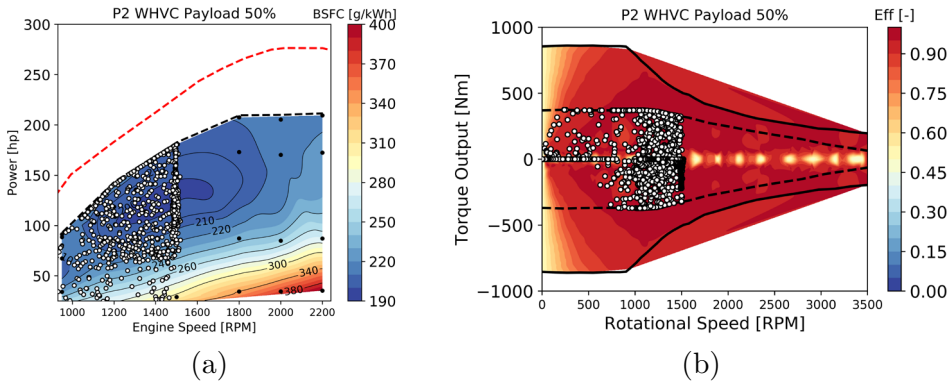 P2 WHVC Payload 50%
BSFC [g/kWh]
300
250
200
150
100
50
Power [hp]
1000 1200 1400 1600 1800 2000 2200
Engine Speed [RPM]
210
220
240
260
300
340
380
400
370
340
310
280
250
220
190
(a)
P2 WHVC Payload 50%
Eff [-]
1000
500
0
−500
−1000
Torque Output [Nm]
0 500 1000 1500 2000 2500 3000 3500
Rotational Speed [RPM]
0.90
0.75
0.60
0.45
0.30
0.15
0.00
(b)